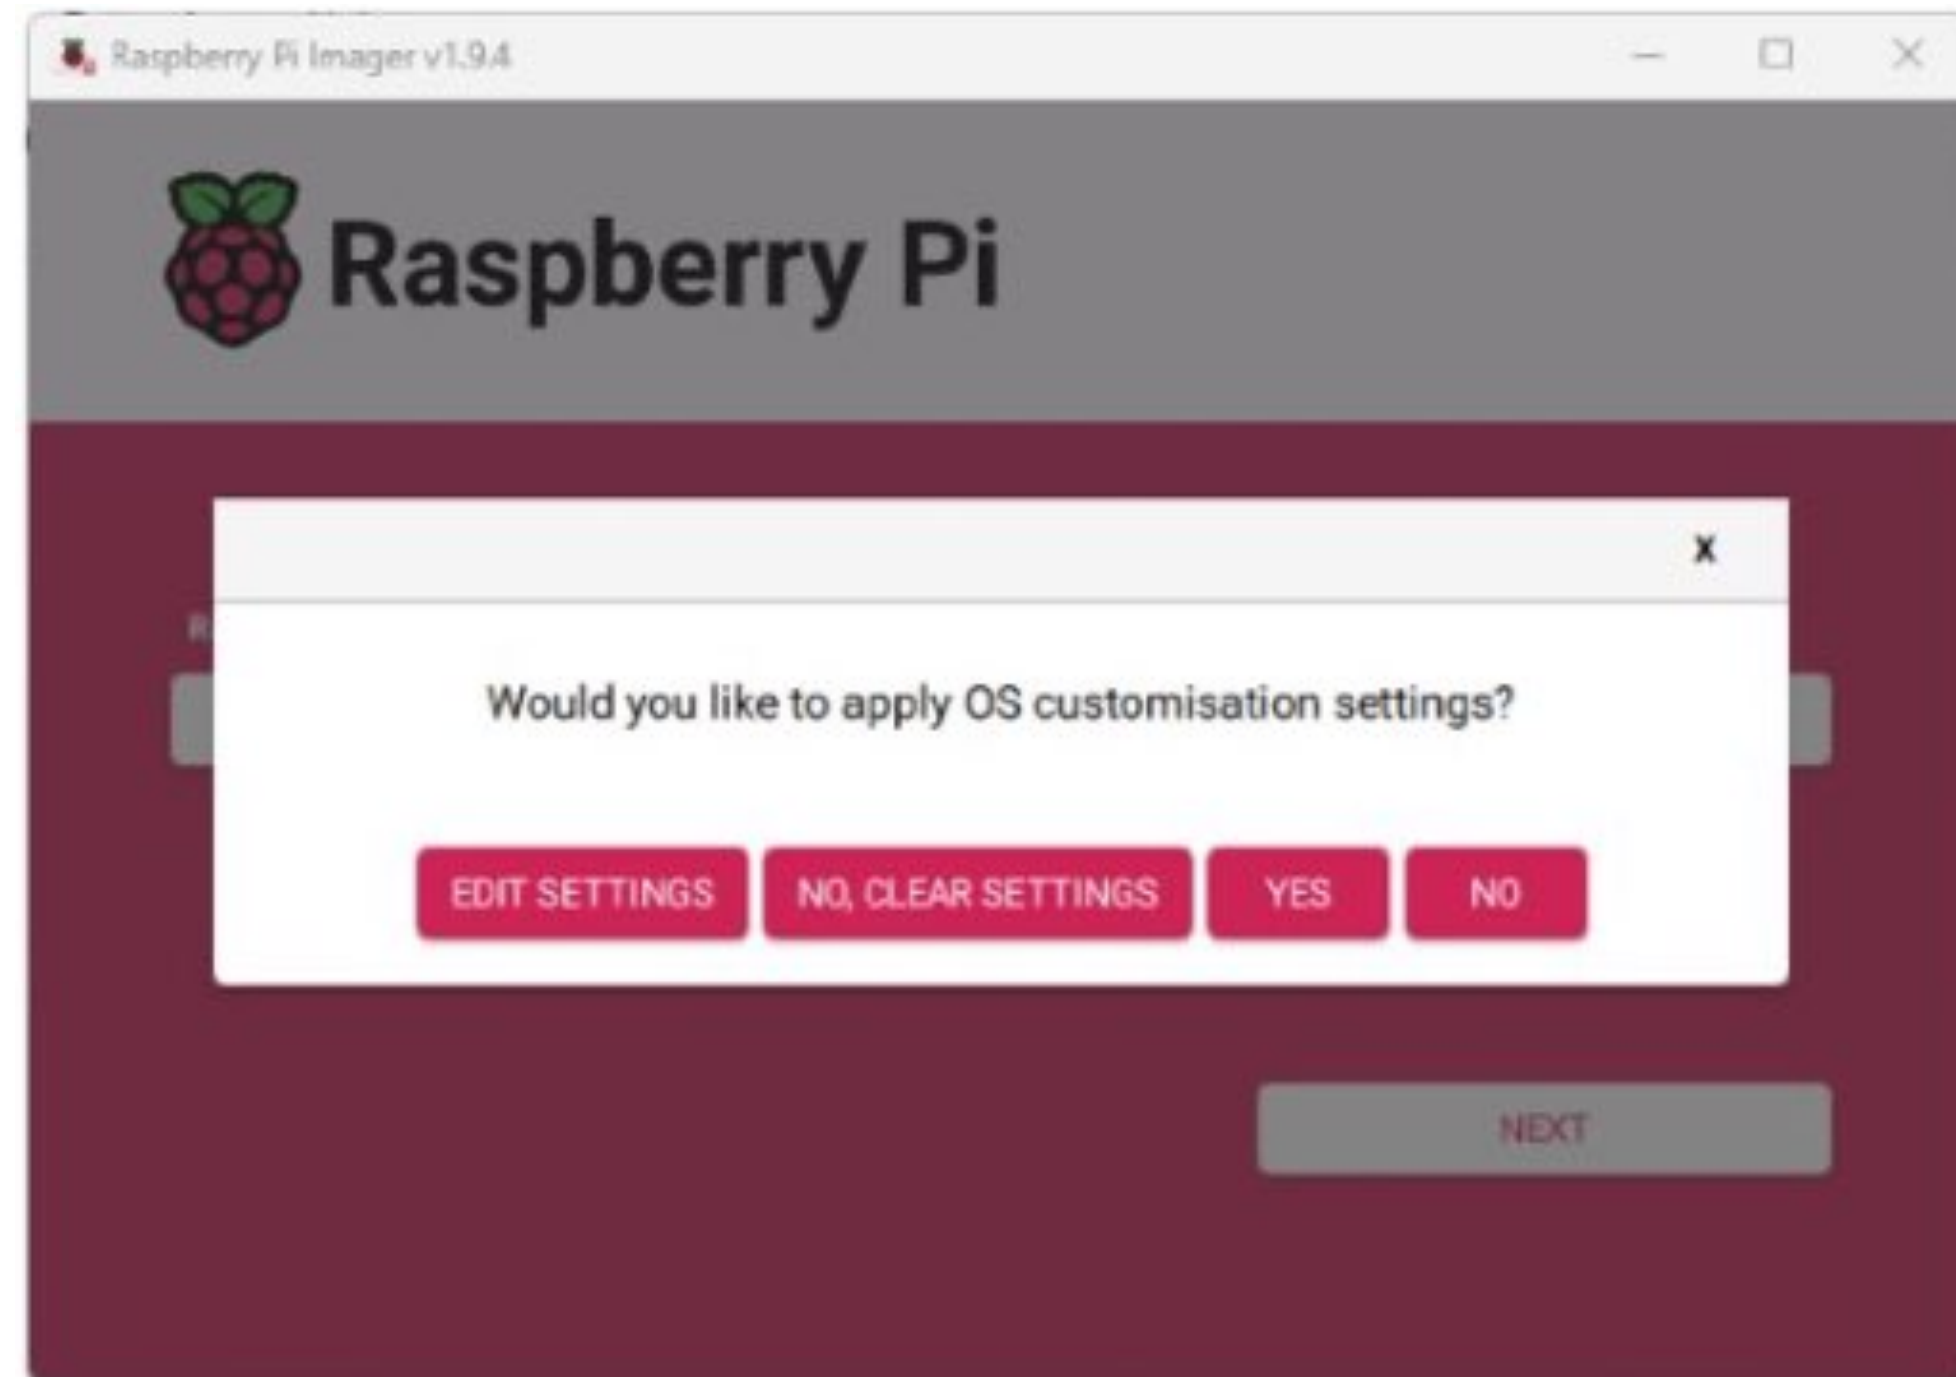 Raspberry Pi Imager v1.9.4
Raspberry Pi
X
Would you like to apply OS customisation settings?
EDIT SETTINGS
NO, CLEAR SETTINGS
YES
NO
NEXT